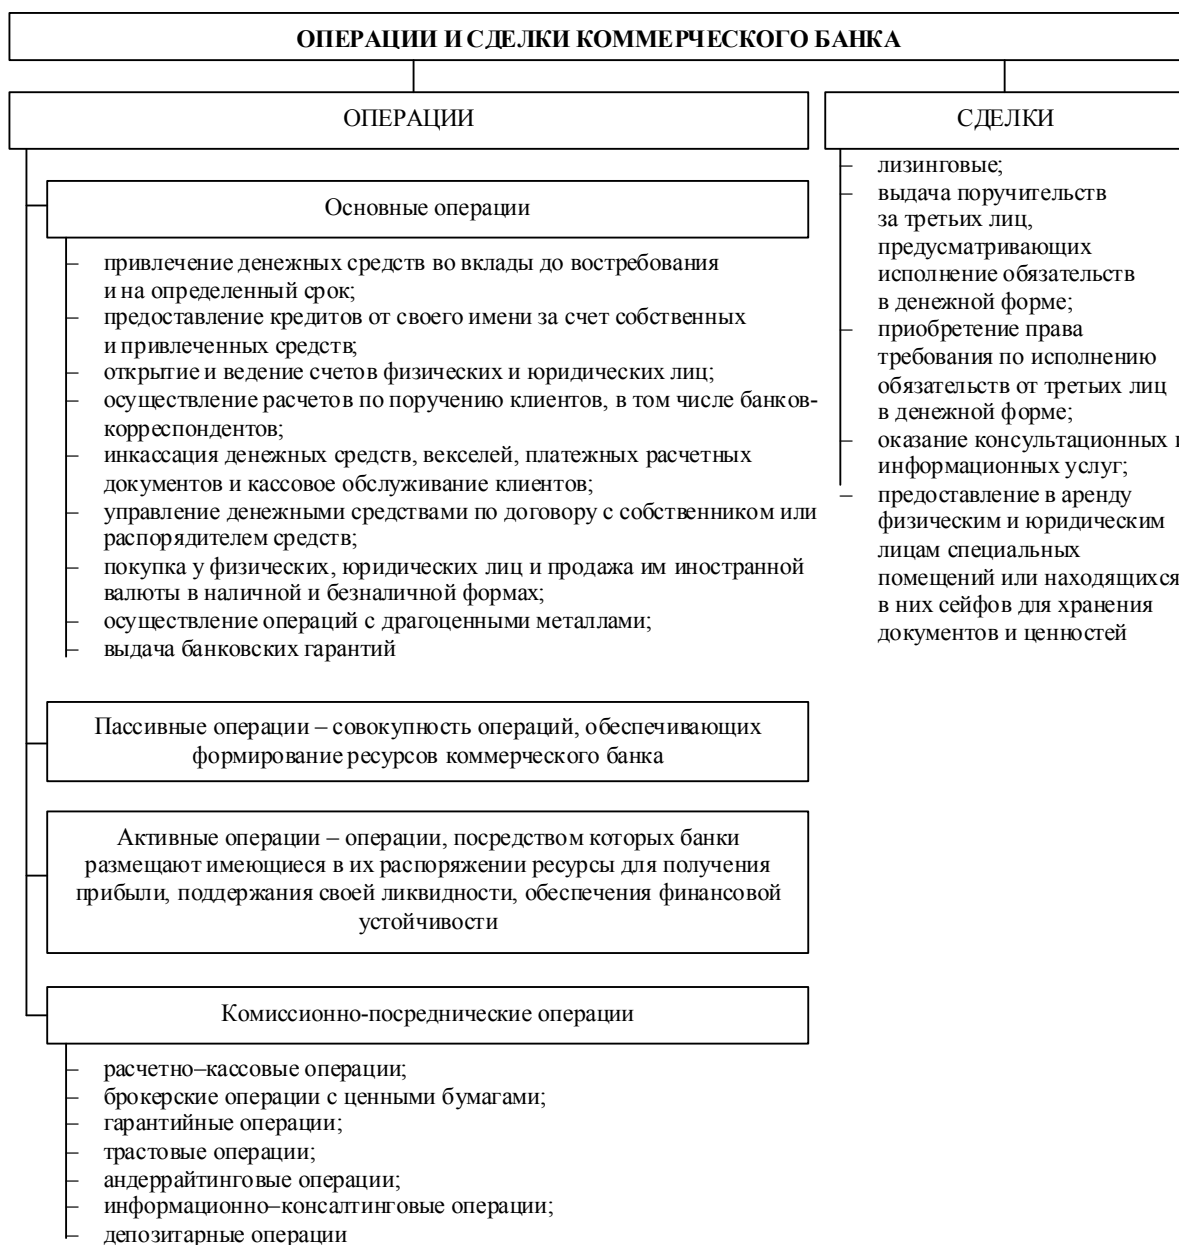 ОПЕРАЦИИ И СДЕЛКИ КОММЕРЧЕСКОГО БАНКА
ОПЕРАЦИИ
Основные операции
– привлечение денежных средств во вклады до востребования
и на определенный срок;
– предоставление кредитов от своего имени за счет собственных
и привлеченных средств;
– открытие и ведение счетов физических и юридических лиц;
– осуществление расчетов по поручению клиентов, в том числе банков-
корреспондентов;
– инкассация денежных средств, векселей, платежных расчетных
документов и кассовое обслуживание клиентов;
– управление денежными средствами по договору с собственником или
распорядителем средств;
– покупка у физических, юридических лиц и продажа им иностранной
валюты в наличной и безналичной формах;
– осуществление операций с драгоценными металлами;
– выдача банковских гарантий
Пассивные операции – совокупность операций, обеспечивающих
формирование ресурсов коммерческого банка
Активные операции – операции, посредством которых банки
размещают имеющиеся в их распоряжении ресурсы для получения
прибыли, поддержания своей ликвидности, обеспечения финансовой
устойчивости
Комиссионно-посреднические операции
– расчетно–кассовые операции;
– брокерские операции с ценными бумагами;
– гарантийные операции;
– трастовые операции;
– андеррайтинговые операции;
– информационно–консалтинговые операции;
– депозитарные операции
СДЕЛКИ
– лизинговые;
– выдача поручительств
за третьих лиц,
предусматривающих
исполнение обязательств
в денежной форме;
– приобретение права
требования по исполнению
обязательств от третьих лиц
в денежной форме;
– оказание консультационных
информационных услуг;
– предоставление в аренду
физическим и юридическим
лицам специальных
помещений или находящихся
в них сейфов для хранения
документов и ценностей